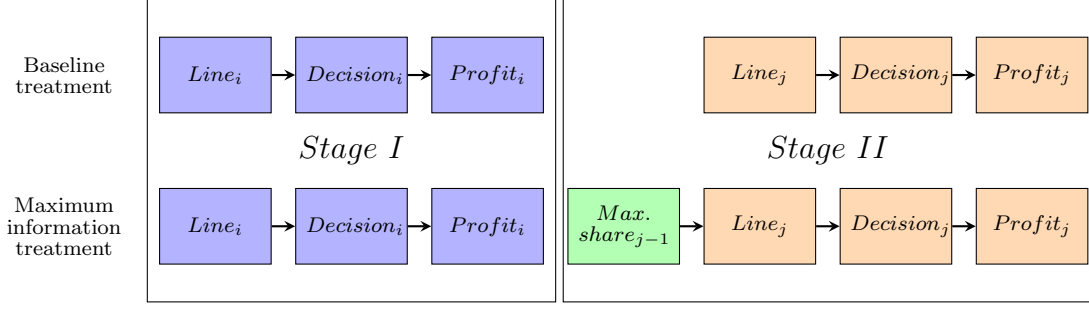 Baseline
treatment
Line_i
Decision_i
Profit_i
Line_j
Decision_j
Profit_j
Stage I
Stage II
Maximum
information
treatment
Line_i
Decision_i
Profit_i
Max.
share_{j-1}
Line_j
Decision_j
Profit_j